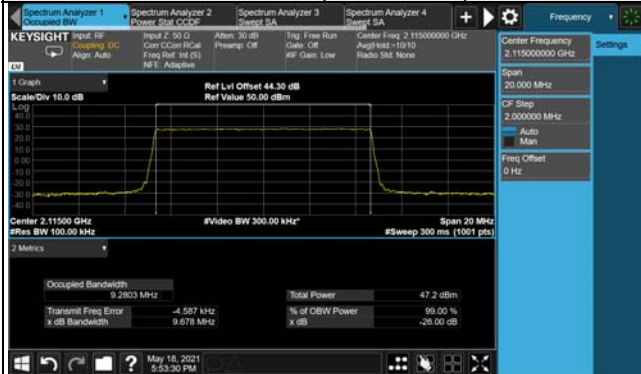 Spectrum Analyzer 1
Occupied BW
Spectrum Analyzer 2
Power Stat CCDF
Spectrum Analyzer 3
Swept SA
Spectrum Analyzer 4
Swept SA
Frequency
KEYSIGHT
Input: RF
Coupling: DC
Align: Auto
Input Z: 50 Ω
Corr CCorr RCal
Freq Ref: Int (S)
NFE: Adaptive
Atten: 30 dB
Preamp: Off
Trig: Free Run
Gate: Off
#IF Gain: Low
Center Freq: 2.115000000 GHz
Avg|Hold:>10/10
Radio Std: None
1 Graph
Scale/Div 10.0 dB
Ref Lvl Offset 44.30 dB
Ref Value 50.00 dBm
Log
40.0
30.0
20.0
10.0
0.00
-10.0
-20.0
-30.0
-40.0
Center 2.11500 GHz
#Res BW 100.00 kHz
#Video BW 300.00 kHz*
Span 20 MHz
#Sweep 300 ms (1001 pts)
2 Metrics
Occupied Bandwidth
9.2803 MHz
Transmit Freq Error -4.587 kHz
x dB Bandwidth 9.678 MHz
Total Power 47.2 dBm
% of OBW Power 99.00 %
x dB -26.00 dB
Center Frequency
2.115000000 GHz
Settings
Span
20.000 MHz
CF Step
2.000000 MHz
Auto
Man
Freq Offset
0 Hz
May 18, 2021
5:53:30 PM